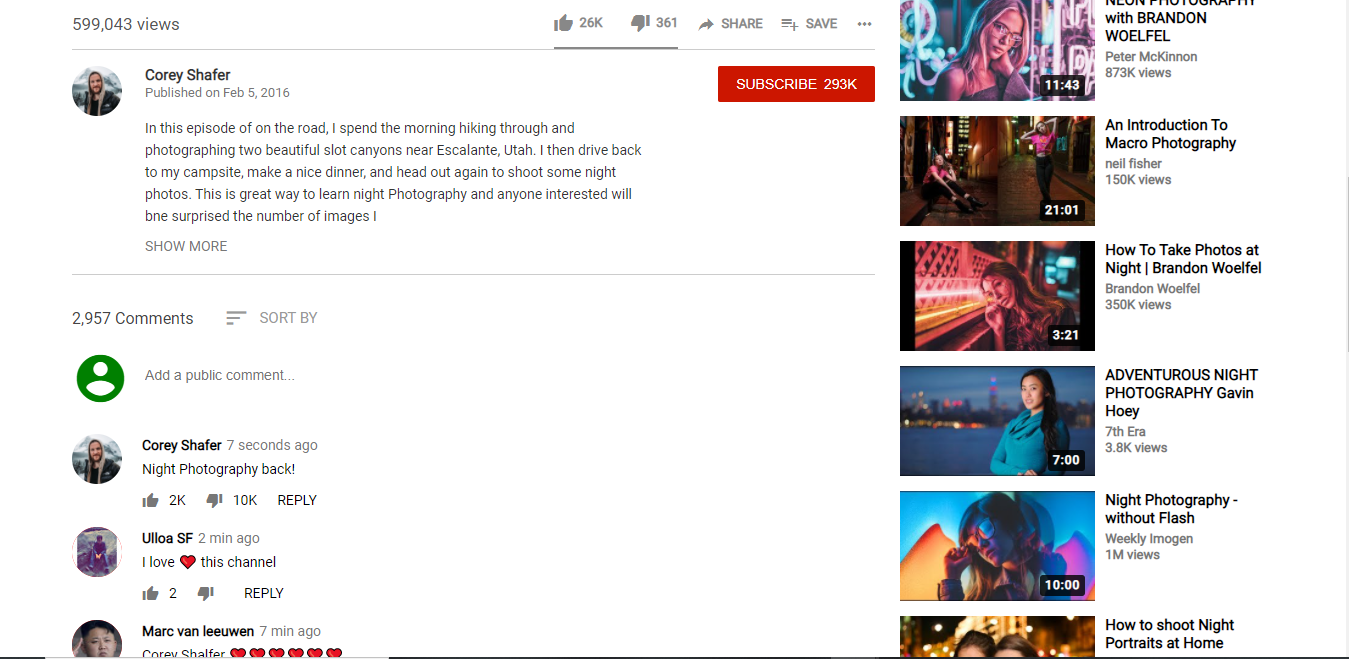 599,043 views
26K
361
SHARE
SAVE
Corey Shafer
Published on Feb 5, 2016
SUBSCRIBE 293K
In this episode of on the road, I spend the morning hiking through and
photographing two beautiful slot canyons near Escalante, Utah. I then drive back
to my campsite, make a nice dinner, and head out again to shoot some night
photos. This is great way to learn night Photography and anyone interested will
bne surprised the number of images I
SHOW MORE
2,957 Comments
SORT BY
Add a public comment...
Corey Shafer 7 seconds ago
Night Photography back!
2K 10K REPLY
Ulloa SF 2 min ago
I love ❤️ this channel
2 REPLY
Marc van leeuwen 7 min ago
Corey Shalfer ❤️❤️❤️❤️❤️❤️
NEON PHOTOGRAPHY
with BRANDON
WOELFEL
Peter McKinnon
873K views
11:43
An Introduction To
Macro Photography
neil fisher
150K views
21:01
How To Take Photos at
Night | Brandon Woelfel
Brandon Woelfel
350K views
3:21
ADVENTUROUS NIGHT
PHOTOGRAPHY Gavin
Hoey
7th Era
3.8K views
7:00
Night Photography -
without Flash
Weekly Imogen
1M views
10:00
How to shoot Night
Portraits at Home